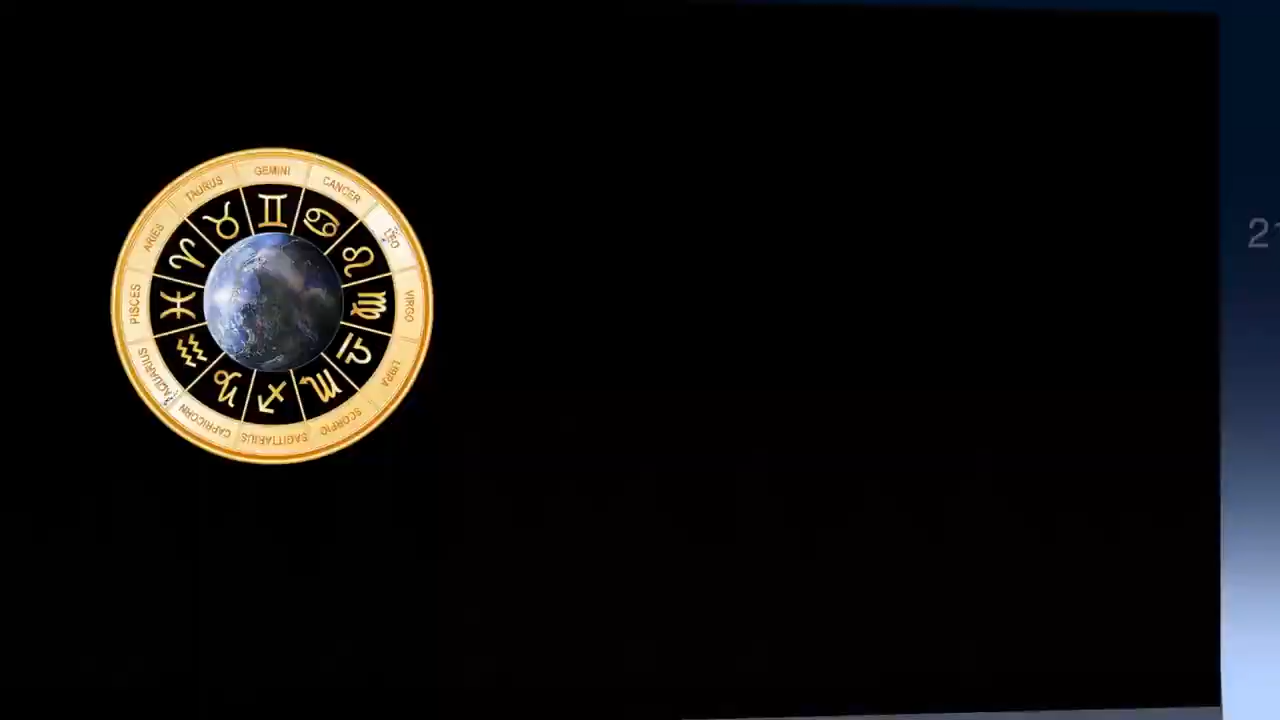 GEMINI
CANCER
LEO
VIRGO
LIBRA
SCORPIO
SAGITTARIUS
CAPRICORN
AQUARIUS
PISCES
ARIES
TAURUS